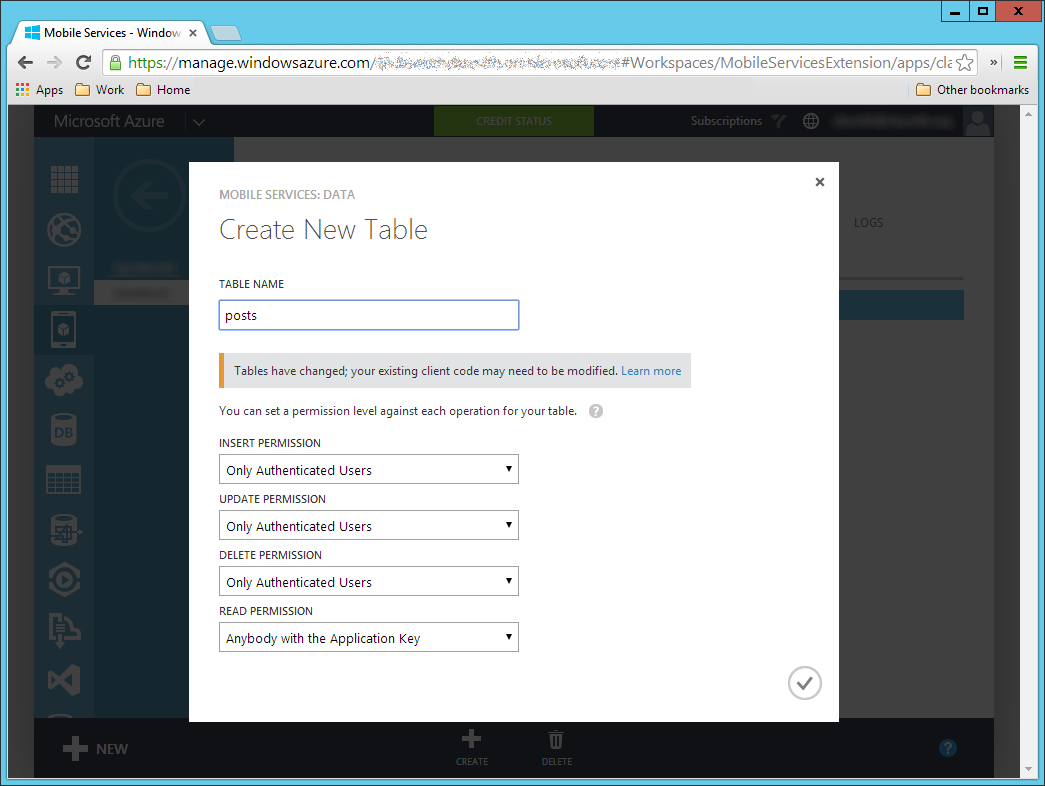 Mobile Services - Window
https://manage.windowsazure.com/
#Workspaces/MobileServicesExtension/apps/cla
Apps Work Home Other bookmarks
Microsoft Azure CREDIT STATUS Subscriptions
LOGS
MOBILE SERVICES: DATA
Create New Table
TABLE NAME
posts
Tables have changed; your existing client code may need to be modified. Learn more
You can set a permission level against each operation for your table. ?
INSERT PERMISSION
Only Authenticated Users
UPDATE PERMISSION
Only Authenticated Users
DELETE PERMISSION
Only Authenticated Users
READ PERMISSION
Anybody with the Application Key
DB
NEW CREATE DELETE ?